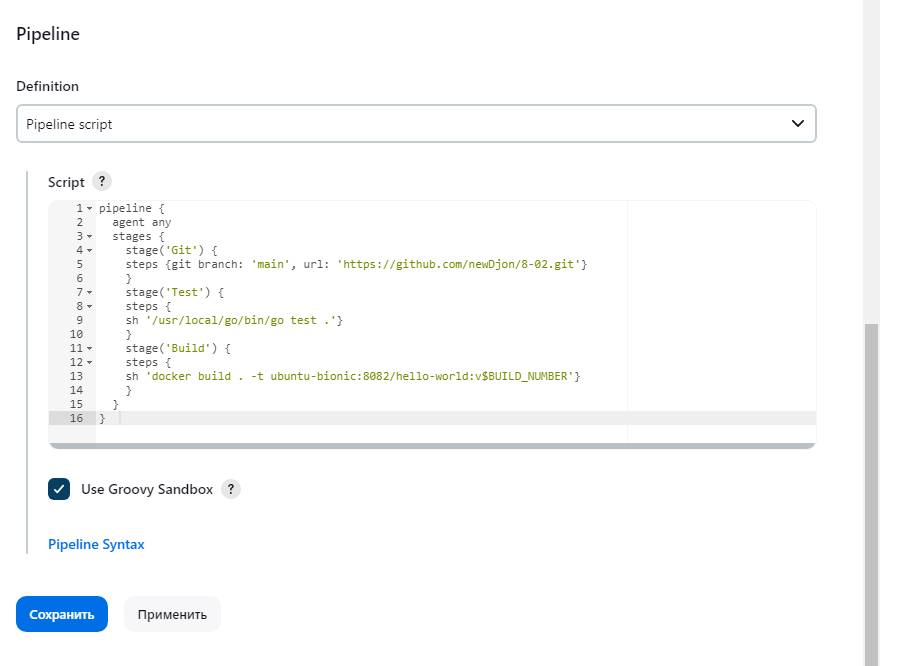 Pipeline
Definition
Pipeline script
Script ?
1 pipeline {
2   agent any
3   stages {
4     stage('Git') {
5     steps {git branch: 'main', url: 'https://github.com/newDjon/8-02.git'}
6     }
7     stage('Test') {
8     steps {
9     sh '/usr/local/go/bin/go test .'}
10     }
11     stage('Build') {
12     steps {
13     sh 'docker build . -t ubuntu-bionic:8082/hello-world:v$BUILD_NUMBER'}
14     }
15   }
16 }
Use Groovy Sandbox ?
Pipeline Syntax
Сохранить Применить